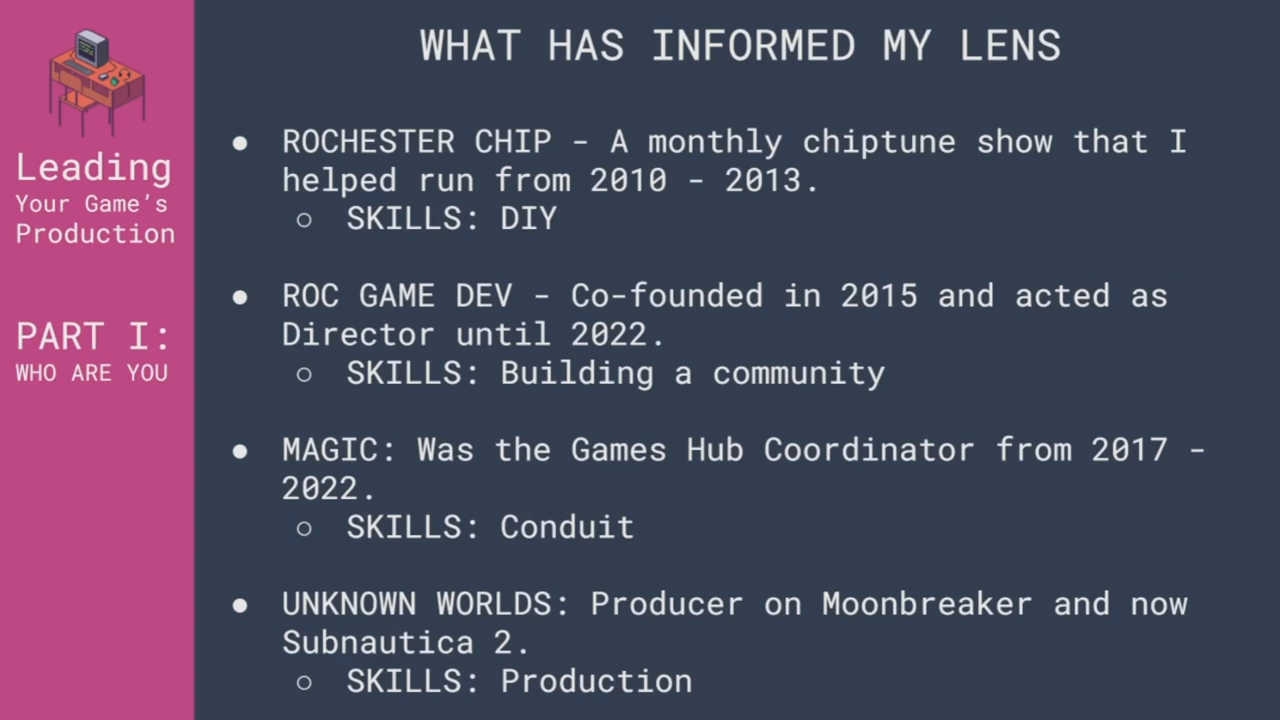 Leading
Your Game's
Production
PART I:
WHO ARE YOU
WHAT HAS INFORMED MY LENS
● ROCHESTER CHIP - A monthly chiptune show that I
helped run from 2010 - 2013.
○ SKILLS: DIY
● ROC GAME DEV - Co-founded in 2015 and acted as
Director until 2022.
○ SKILLS: Building a community
● MAGIC: Was the Games Hub Coordinator from 2017 -
2022.
○ SKILLS: Conduit
● UNKNOWN WORLDS: Producer on Moonbreaker and now
Subnautica 2.
○ SKILLS: Production